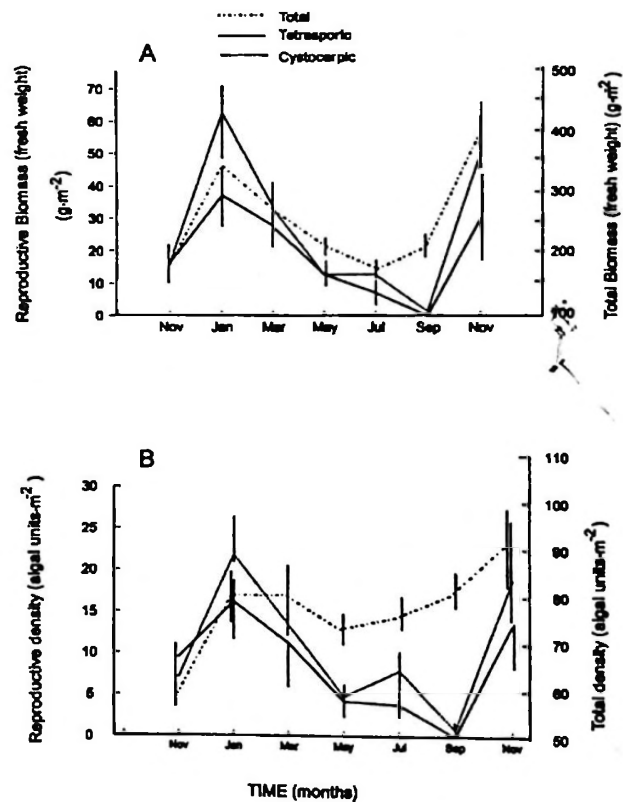 Total
Tetrasporic
Cystocarpic
A
Reproductive Biomass (fresh weight)
(g·m-2)
70
60
50
40
30
20
10
0
Nov Jan Mar May Jul Sep Nov
500
400
300
200
100
Total Biomass (fresh weight) (g·m-2)
B
Reproductive density (algal units·m-2)
30
25
20
15
10
5
0
Nov Jan Mar May Jul Sep Nov
110
100
90
80
70
60
50
Total density (algal units·m-2)
TIME (months)